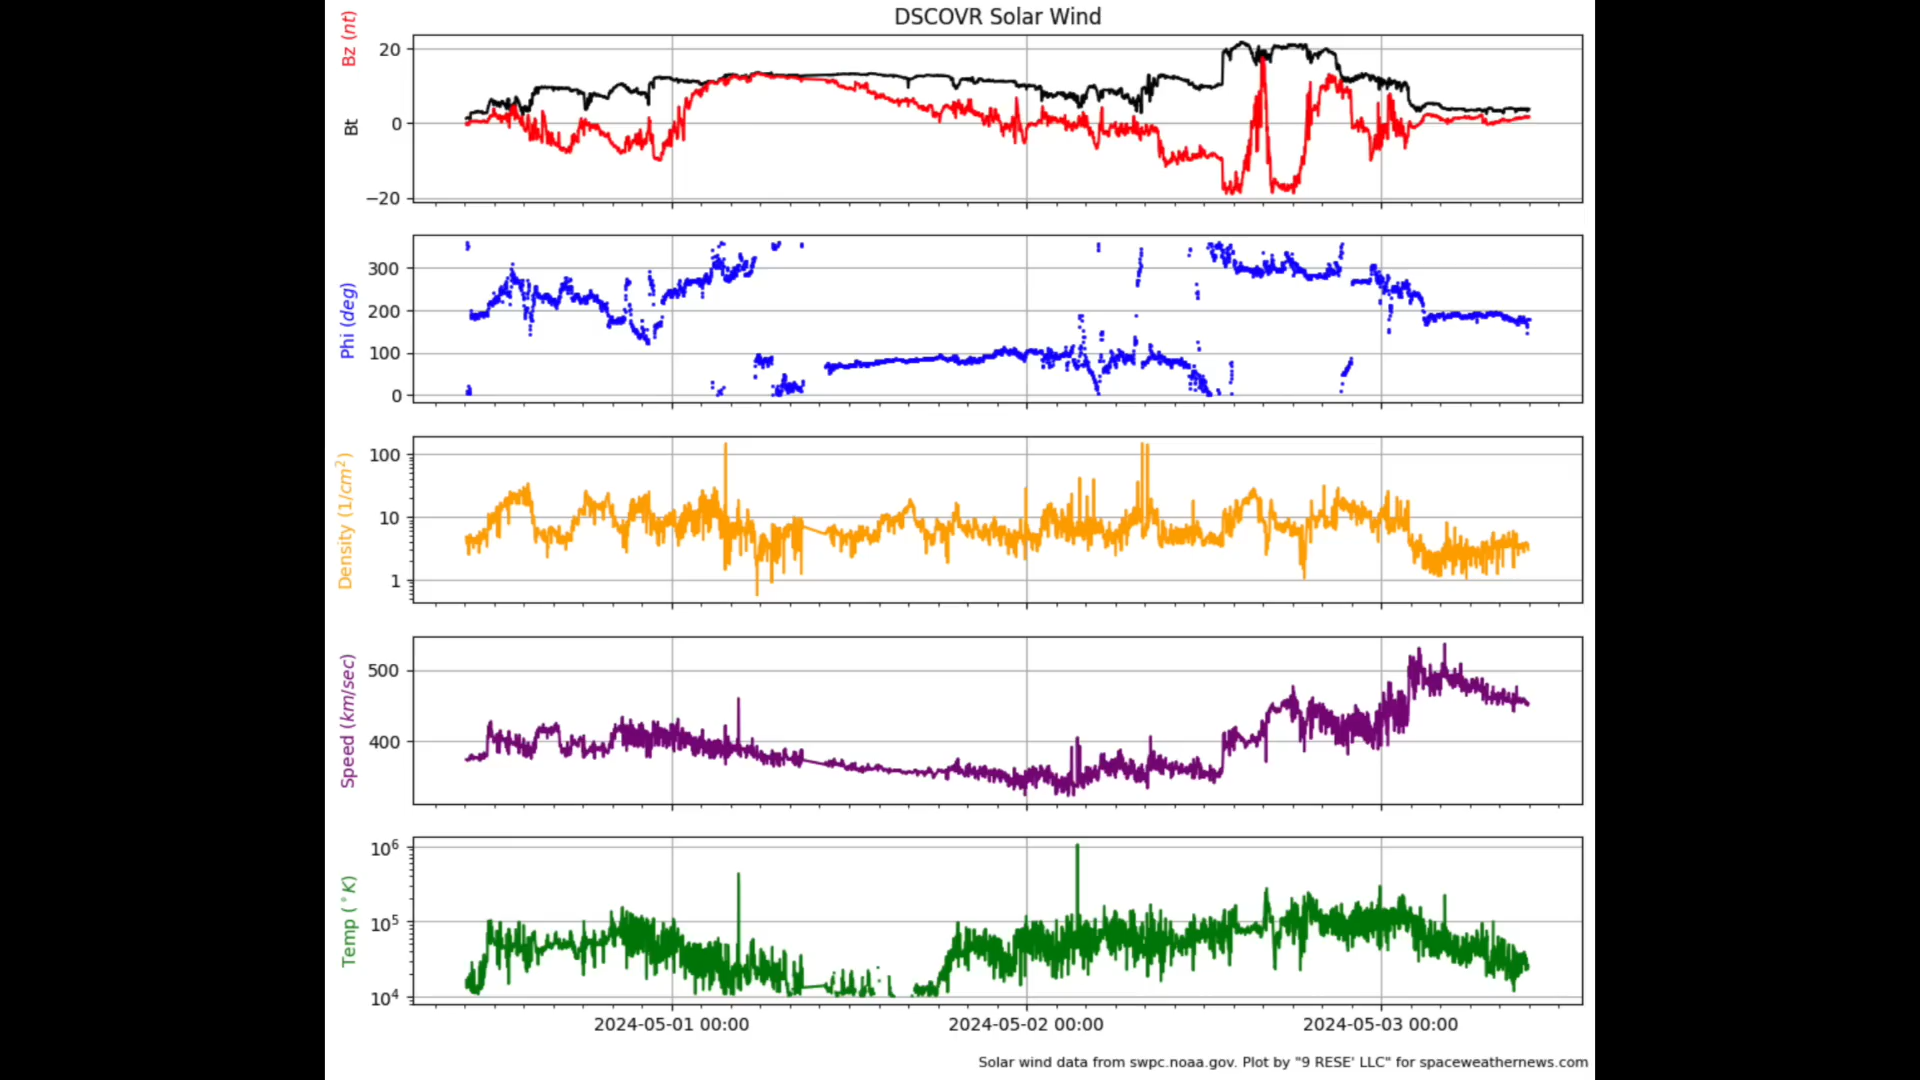 DSCOVR Solar Wind
Bz (nt)
Bt
20
0
−20
Phi (deg)
300
200
100
0
Density (1/cm²)
100
10
1
Speed (km/sec)
500
400
Temp (°K)
10⁶
10⁵
10⁴
2024-05-01 00:00 2024-05-02 00:00 2024-05-03 00:00
Solar wind data from swpc.noaa.gov. Plot by "9 RESE' LLC" for spaceweathernews.com